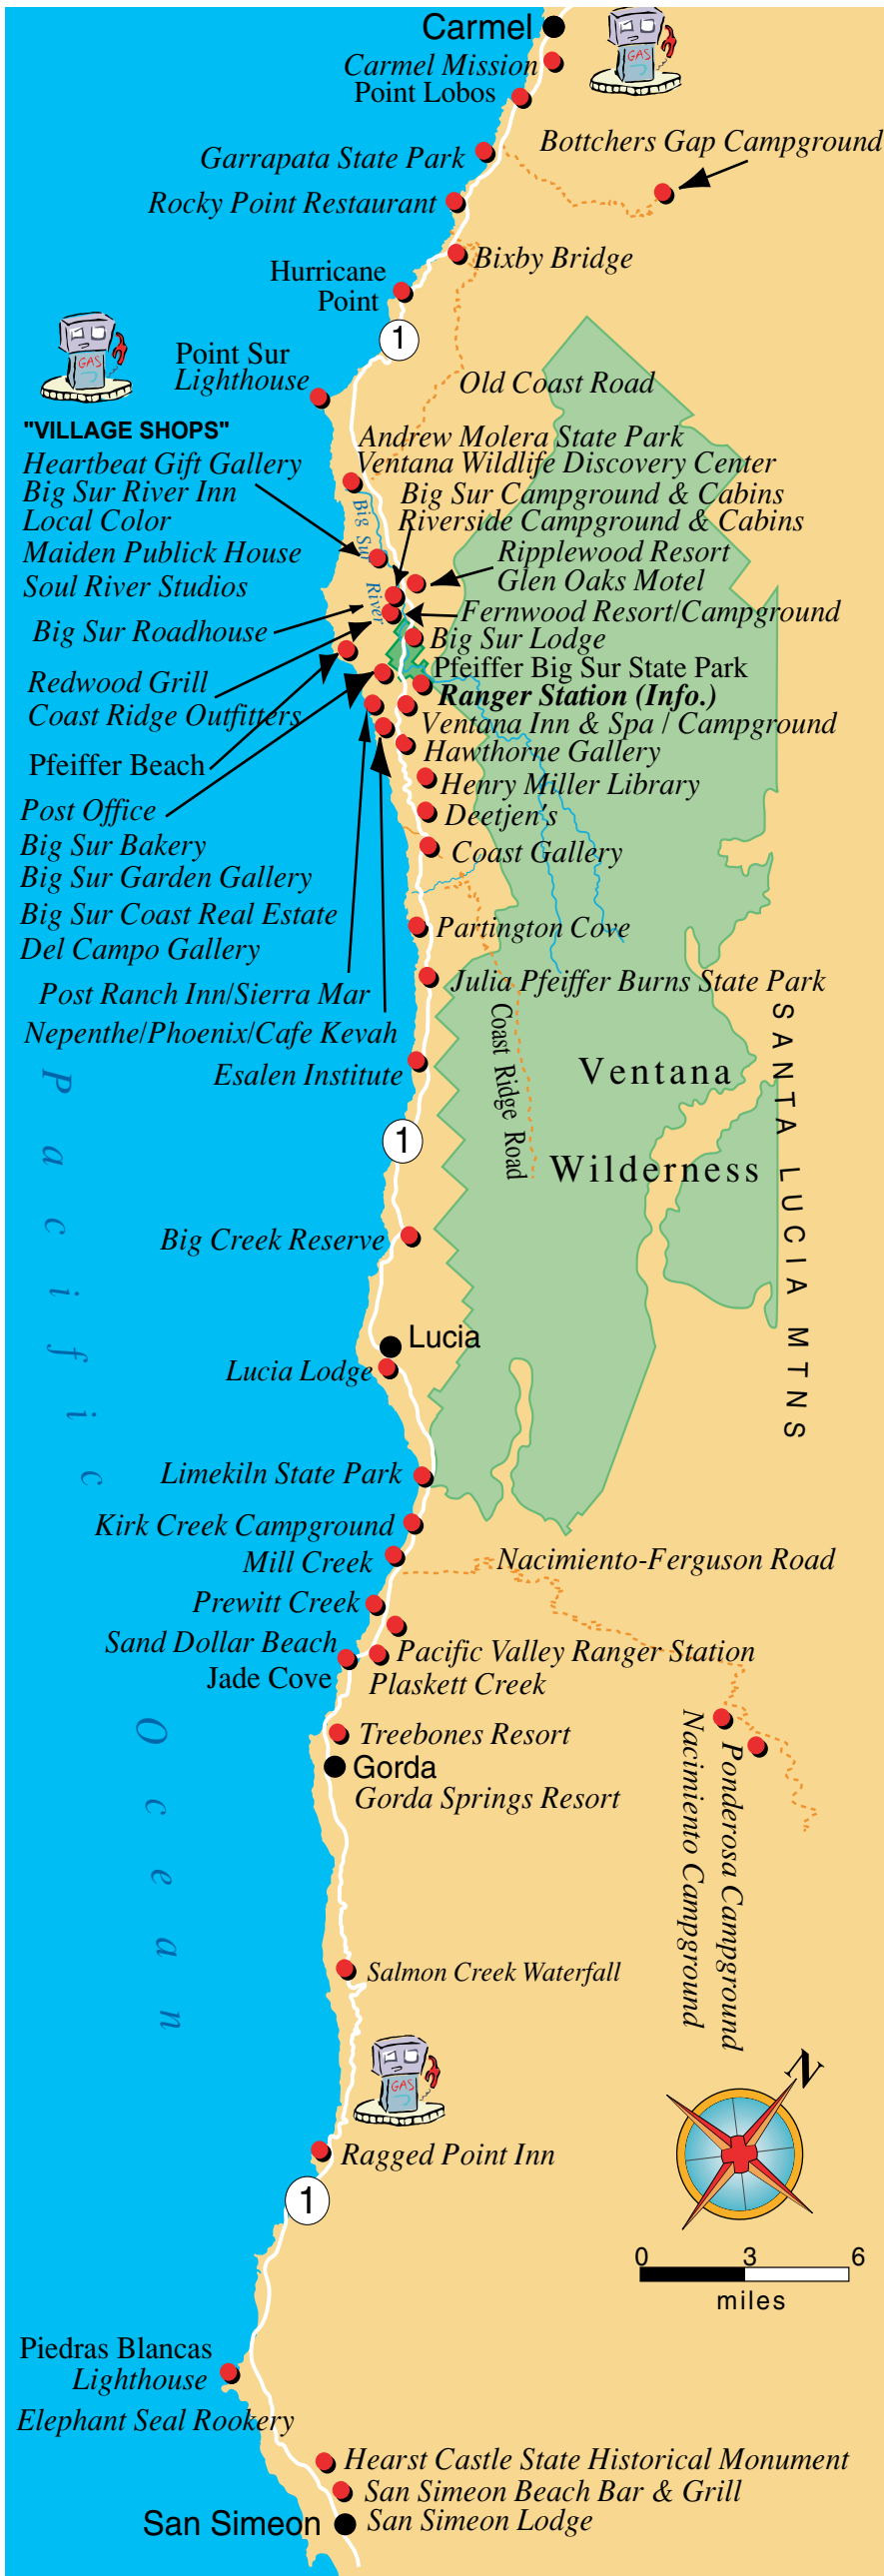 Carmel
GAS
Carmel Mission
Point Lobos
Bottchers Gap Campground
Garrapata State Park
Rocky Point Restaurant
Bixby Bridge
Hurricane
Point
1
GAS
Point Sur
Lighthouse
Old Coast Road
"VILLAGE SHOPS"
Heartbeat Gift Gallery
Big Sur River Inn
Local Color
Maiden Publick House
Soul River Studios
Andrew Molera State Park
Ventana Wildlife Discovery Center
Big Sur Campground & Cabins
Riverside Campground & Cabins
Big Sur River
Ripplewood Resort
Glen Oaks Motel
Fernwood Resort/Campground
Big Sur Roadhouse
Big Sur Lodge
Pfeiffer Big Sur State Park
Redwood Grill
Coast Ridge Outfitters
Ranger Station (Info.)
Ventana Inn & Spa / Campground
Hawthorne Gallery
Pfeiffer Beach
Henry Miller Library
Post Office
Big Sur Bakery
Big Sur Garden Gallery
Big Sur Coast Real Estate
Del Campo Gallery
Deetjen's
Coast Gallery
Partington Cove
Julia Pfeiffer Burns State Park
Post Ranch Inn/Sierra Mar
Nepenthe/Phoenix/Cafe Kevah
Esalen Institute
Coast Ridge Road
Ventana
Wilderness
SANTA LUCIA MTNS
Pacific
1
Big Creek Reserve
Lucia
Lucia Lodge
Limekiln State Park
Kirk Creek Campground
Mill Creek
Nacimiento-Ferguson Road
Prewitt Creek
Sand Dollar Beach
Jade Cove
Pacific Valley Ranger Station
Plaskett Creek
Ocean
Treebones Resort
Gorda
Gorda Springs Resort
Ponderosa Campground
Nacimiento Campground
Salmon Creek Waterfall
GAS
N
Ragged Point Inn
1
0 3 6
miles
Piedras Blancas
Lighthouse
Elephant Seal Rookery
Hearst Castle State Historical Monument
San Simeon Beach Bar & Grill
San Simeon
San Simeon Lodge